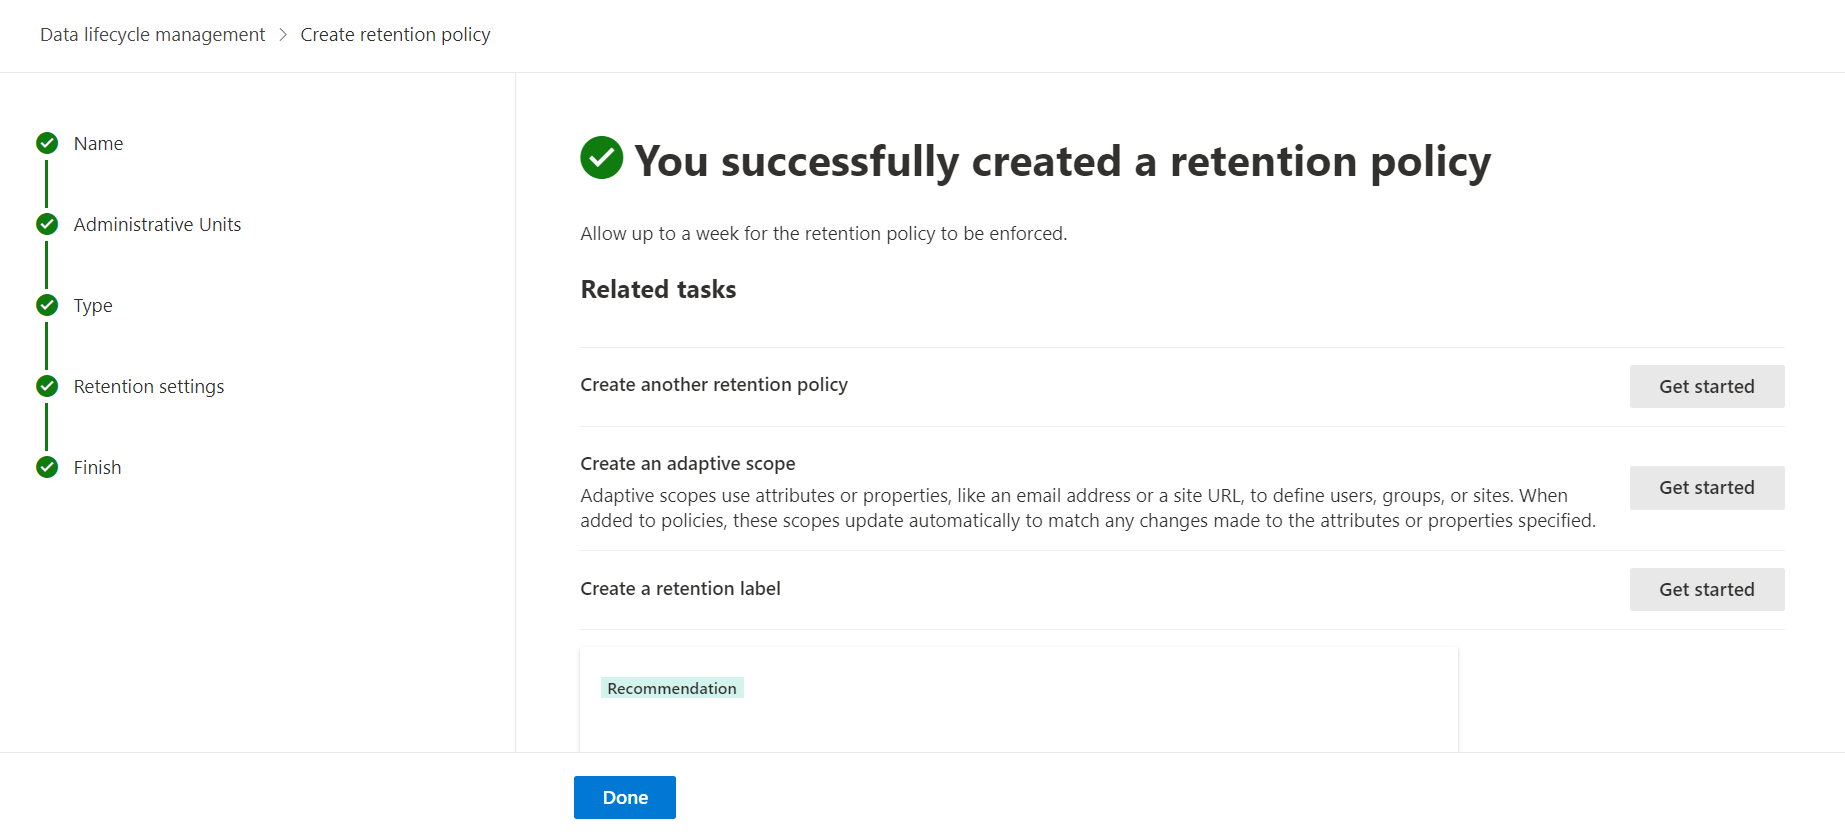 Data lifecycle management > Create retention policy
Name
Administrative Units
Type
Retention settings
Finish
You successfully created a retention policy
Allow up to a week for the retention policy to be enforced.
Related tasks
Create another retention policy
Get started
Create an adaptive scope
Adaptive scopes use attributes or properties, like an email address or a site URL, to define users, groups, or sites. When
added to policies, these scopes update automatically to match any changes made to the attributes or properties specified.
Get started
Create a retention label
Get started
Recommendation
Done